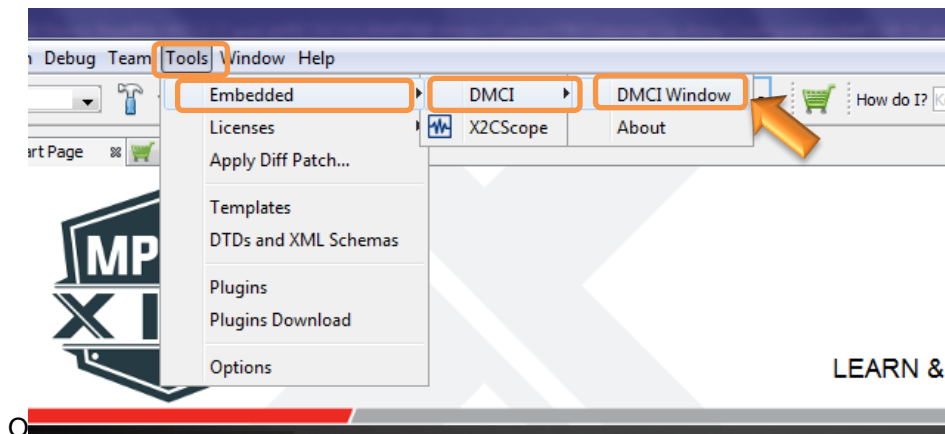 Debug Team Tools Window Help
Embedded DMCI DMCI Window How do I?
Licenses X2CScope About
art Page
Apply Diff Patch...
Templates
DTDs and XML Schemas
MP
Plugins
X I
Plugins Download
Options
LEARN &
O